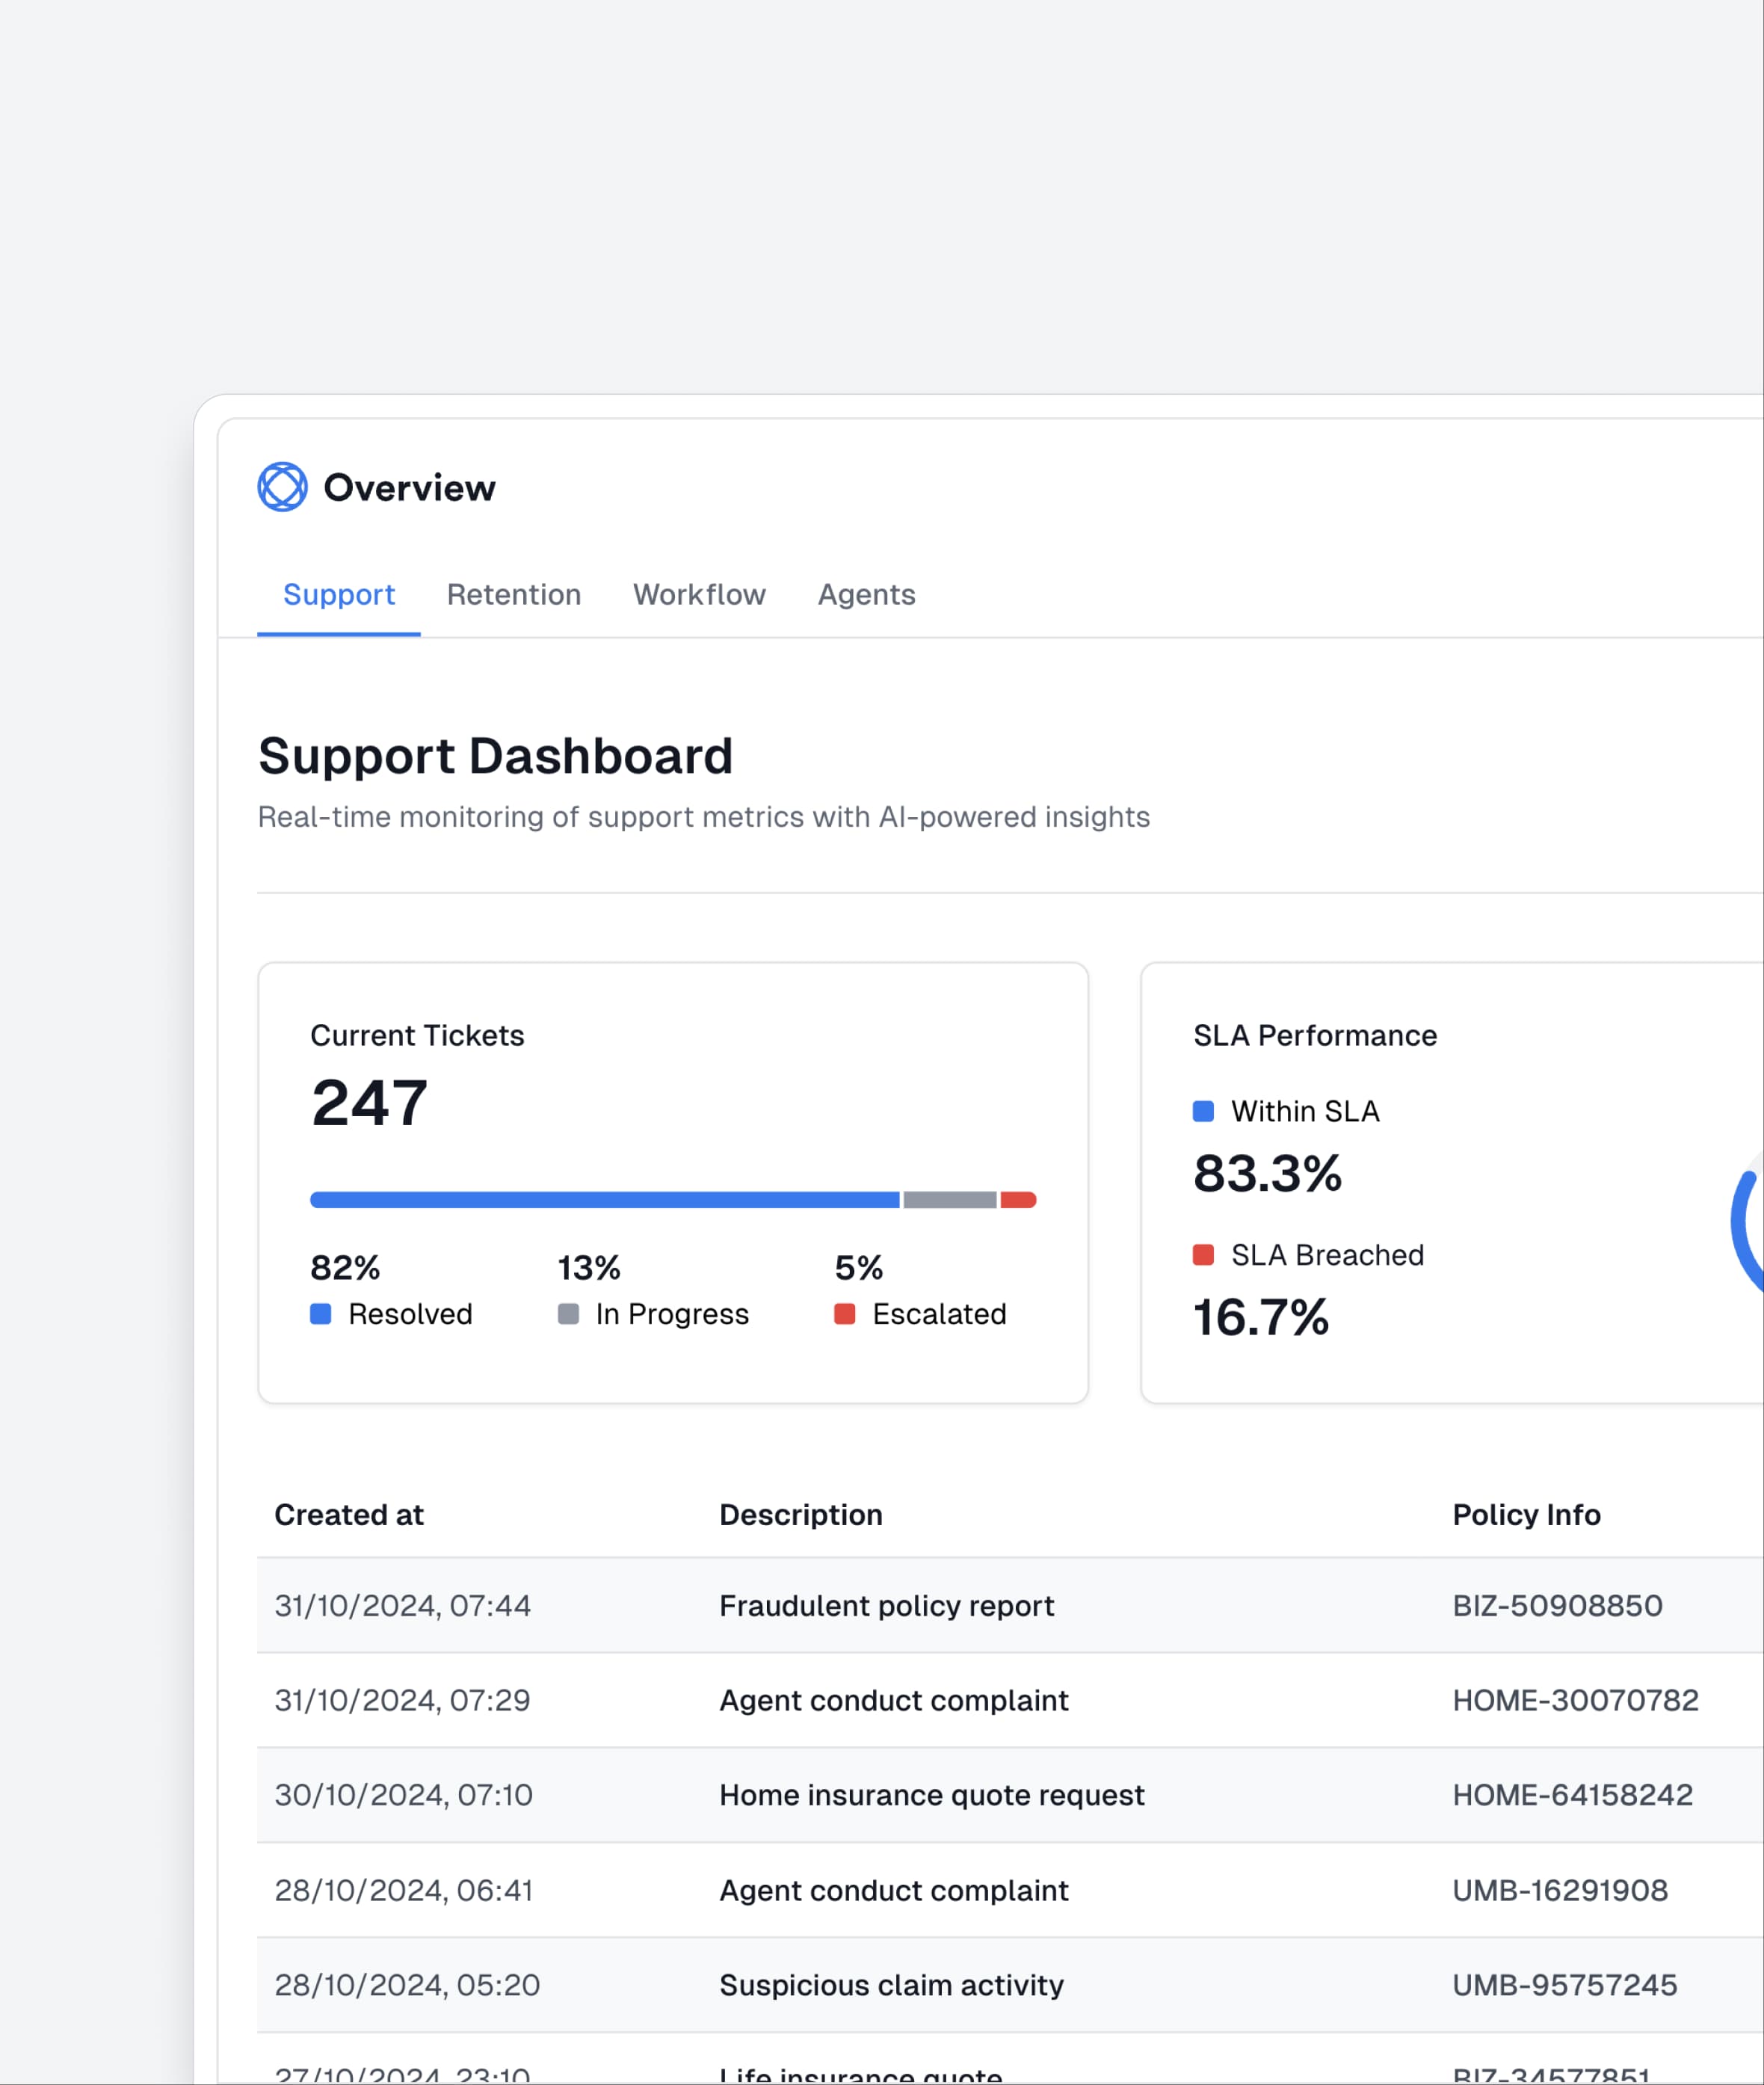 Overview
Support Retention Workflow Agents
Support Dashboard
Real-time monitoring of support metrics with AI-powered insights
Current Tickets
247
82% 13% 5%
Resolved In Progress Escalated
SLA Performance
Within SLA
83.3%
SLA Breached
16.7%
Created at Description Policy Info
31/10/2024, 07:44 Fraudulent policy report BIZ-50908850
31/10/2024, 07:29 Agent conduct complaint HOME-30070782
30/10/2024, 07:10 Home insurance quote request HOME-64158242
28/10/2024, 06:41 Agent conduct complaint UMB-16291908
28/10/2024, 05:20 Suspicious claim activity UMB-95757245
27/10/2024, 23:10 Life insurance quote BIZ-34577851